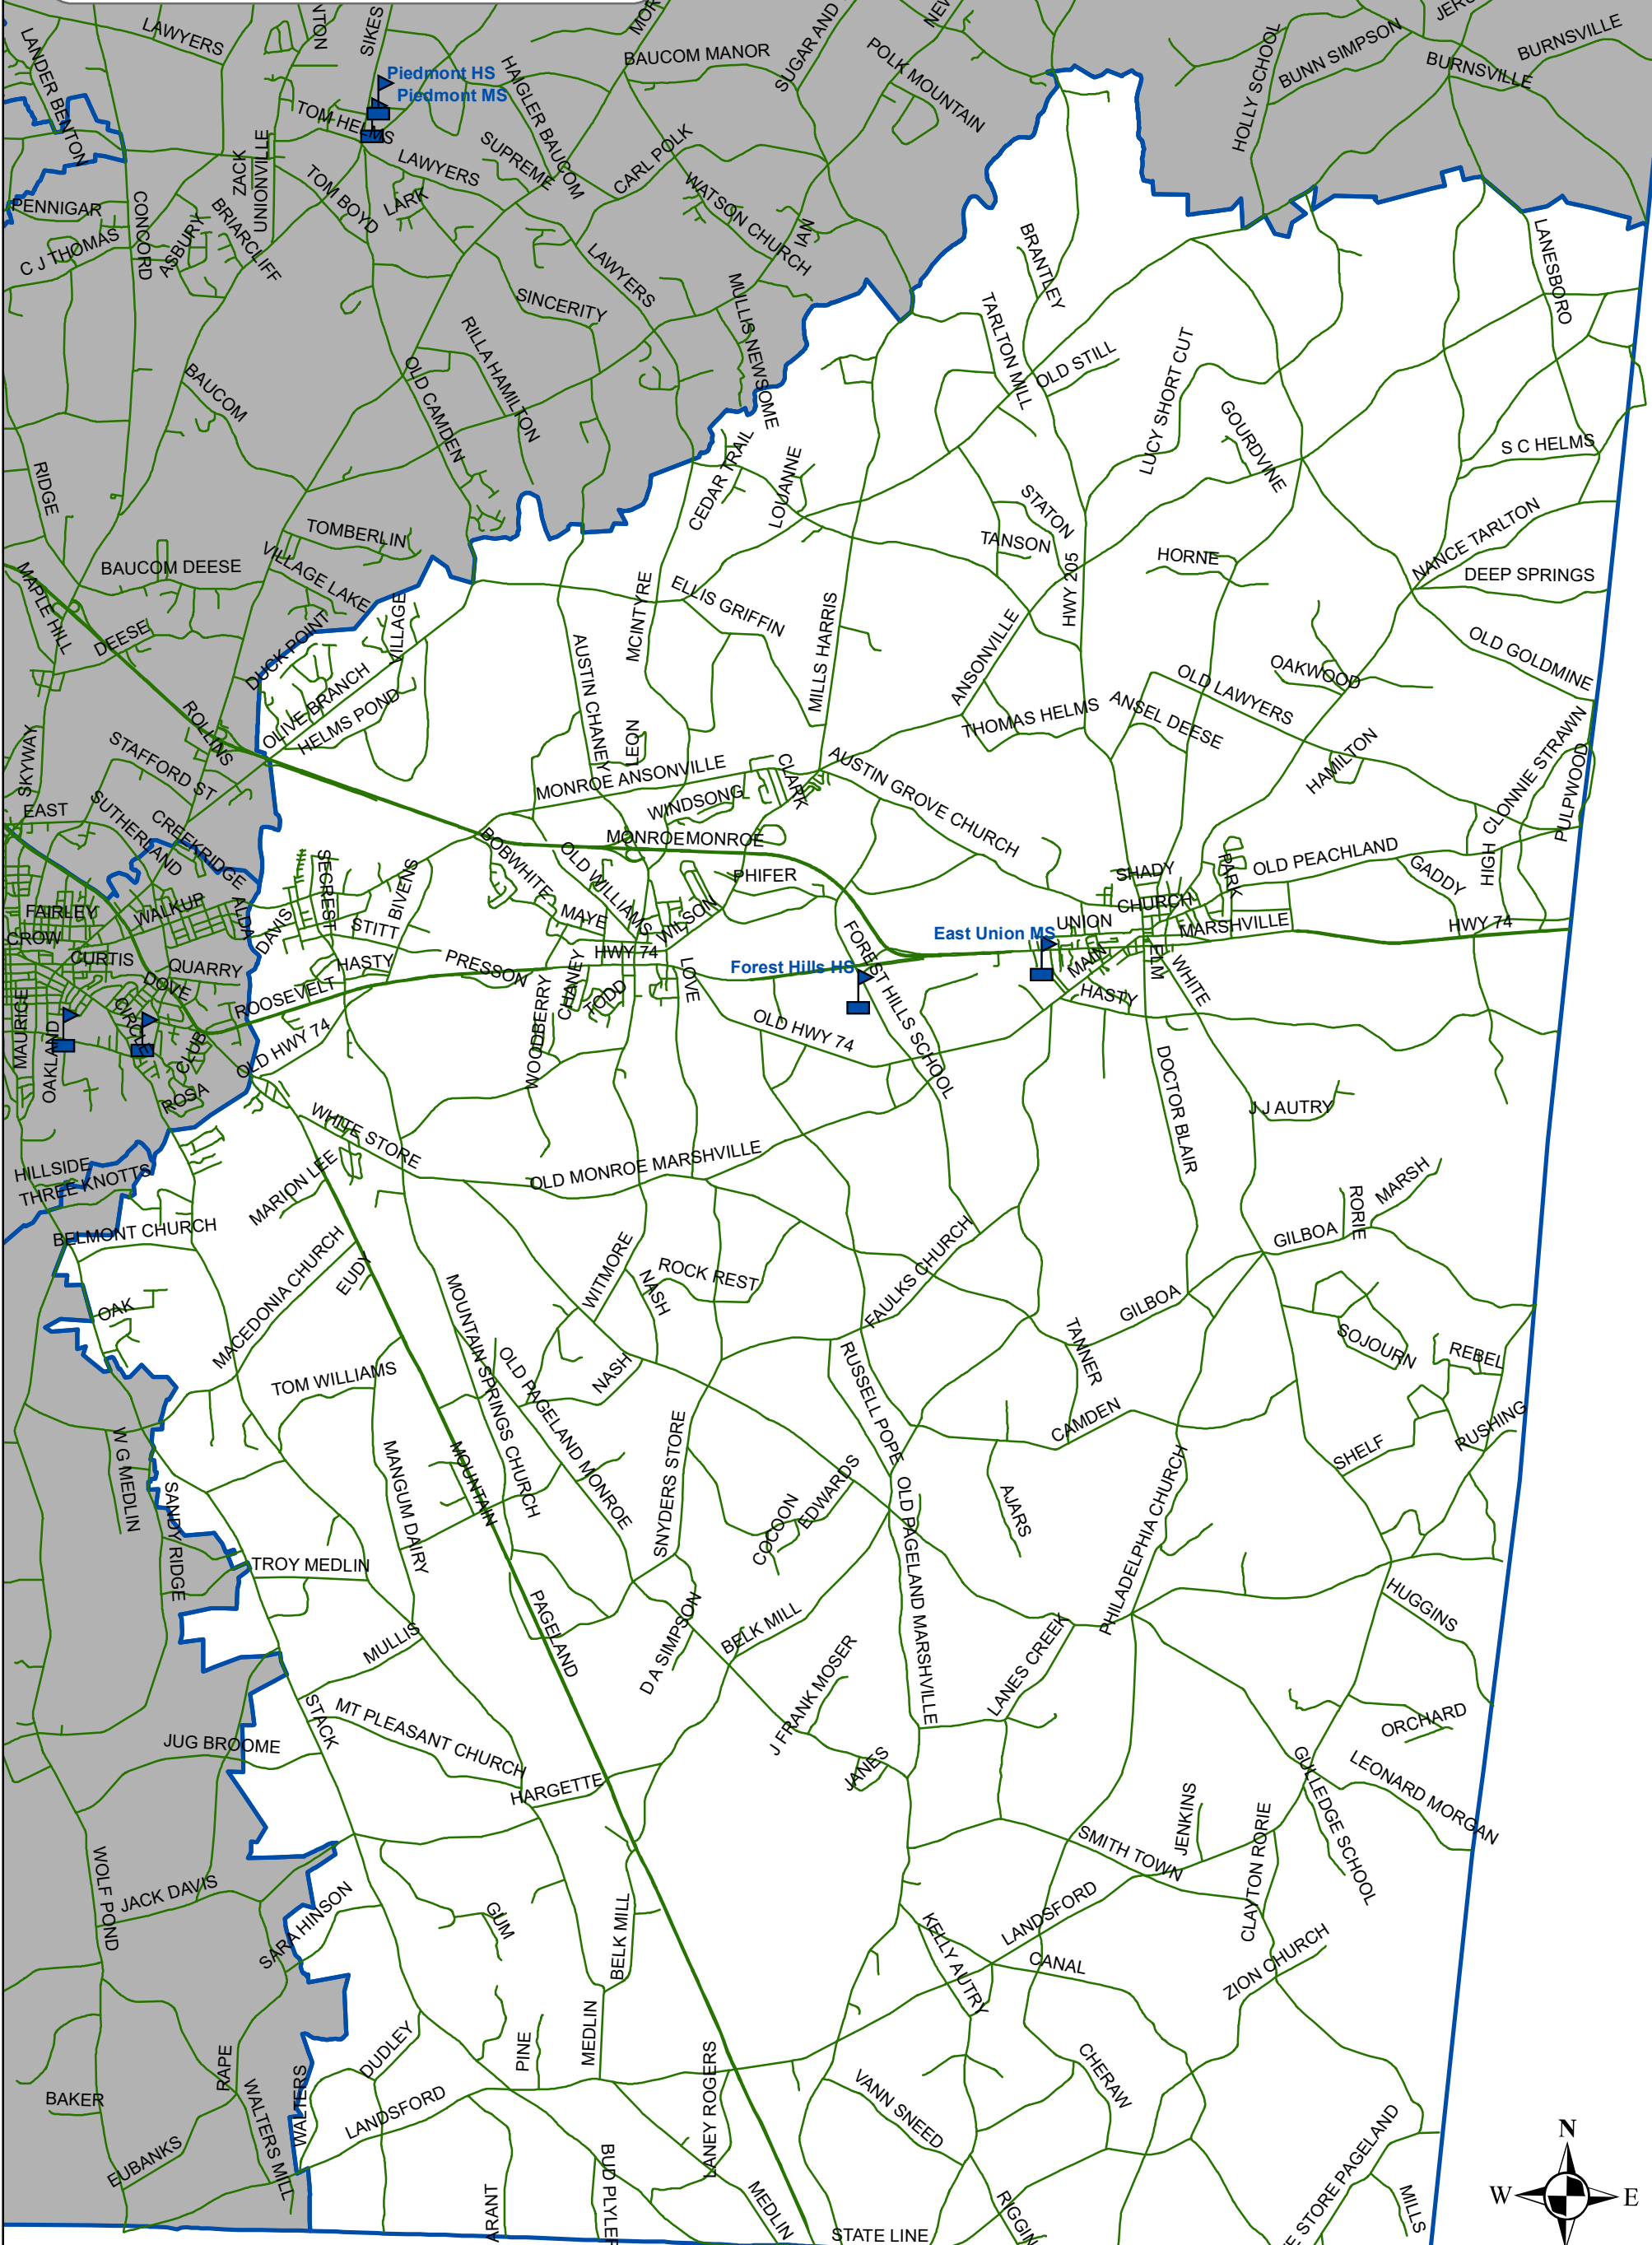 LAWYERS
LANDER BENTON
SIKES
BAUCOM MANOR
SUGAR AND
POLK MOUNTAIN
HOLLY SCHOOL
BUNN SIMPSON
BURNSVILLE
BURNSVILLE
Piedmont HS
Piedmont MS
TOM HELMS
HAIGLER BAUCOM
SUPREME
LAWYERS
CARL POLK
WATSON CHURCH
IAN
ZACK
UNIONVILLE
TOM BOYD
LARK
PENNIGAR
C J THOMAS
CONCORD
ASBURY
BRIARCLIFF
LAWYERS
SINCERITY
MULLIS NEWSOME
BRANTLEY
LANESBORO
TARLTON MILL
OLD STILL
LUCY SHORT CUT
GOURDVINE
S C HELMS
RILLA HAMILTON
OLD CAMDEN
BAUCOM
RIDGE
CEDAR TRAIL
LOUANNE
STATON
TANSON
HWY 205
HORNE
NANCE TARLTON
DEEP SPRINGS
TOMBERLIN
BAUCOM DEESE
VILLAGE LAKE
MAPLE HILL
DEESE
DUCK POINT
VILLAGE
OLIVE BRANCH
HELMS POND
AUSTIN CHANEY
MCINTYRE
ELLIS GRIFFIN
MILLS HARRIS
ANSONVILLE
OLD GOLDMINE
OAKWOOD
OLD LAWYERS
ANSEL DEESE
THOMAS HELMS
HAMILTON
CLONNIE STRAWN
PULPWOOD
HIGH
ROLLINS
STAFFORD ST
SKYWAY
EAST
SUTHERLAND
CREEKRIDGE
LEON
MONROE ANSONVILLE
WINDSONG
CLARK
AUSTIN GROVE CHURCH
MONROE
MONROE
BOBWHITE
OLD WILLIAMS
PHIFER
SHADY
PARK
OLD PEACHLAND
GADDY
FAIRLEY
WALKUP
ALDA
DAVIS
SECREST
BIVENS
STITT
MAYE
WILSON
CHURCH
UNION
MARSHVILLE
HWY 74
CROW
CURTIS
QUARRY
DOVE
HASTY
PRESSON
HWY 74
East Union MS
Forest Hills HS
FOREST HILLS SCHOOL
MAIN
ELM
WHITE
HASTY
ROOSEVELT
OLD HWY 74
MAURICE
OAKLAND
CIRCLE
CLUB
ROSA
WOODBERRY
CHANEY
TODD
LOVE
OLD HWY 74
DOCTOR BLAIR
J J AUTRY
HILLSIDE
THREE KNOTTS
WHITE STORE
MARION LEE
OLD MONROE MARSHVILLE
BELMONT CHURCH
MACEDONIA CHURCH
EUDY
WITMORE
NASH
ROCK REST
FAULKS CHURCH
GILBOA
RORIE
MARSH
GILBOA
OAK
MOUNTAIN SPRINGS CHURCH
OLD PAGELAND MONROE
NASH
TOM WILLIAMS
RUSSELL POPE
TANNER
SOJOURN
REBEL
CAMDEN
RUSHING
SHELF
W G MEDLIN
SANDY RIDGE
MANGUM DAIRY
MOUNTAIN
SNYDERS STORE
COCOON
EDWARDS
OLD PAGELAND MARSHVILLE
AJARS
PHILADELPHIA CHURCH
TROY MEDLIN
PAGELAND
D A SIMPSON
BELK MILL
HUGGINS
MULLIS
J FRANK MOSER
LANES CREEK
STACK
MT PLEASANT CHURCH
ORCHARD
JUG BROOME
HARGETTE
JANES
GULLEDGE SCHOOL
LEONARD MORGAN
JENKINS
SMITH TOWN
CLAYTON RORIE
WOLF POND
JACK DAVIS
SARA HINSON
GUM
BELK MILL
KELLY AUTRY
LANDSFORD
CANAL
ZION CHURCH
DUDLEY
PINE
MEDLIN
LANEY ROGERS
CHERAW
VANN SNEED
BAKER
RAPE
WALTERS MILL
WALTERS
LANDSFORD
EUBANKS
ARANT
BUD PLYLER
MEDLIN
STATE LINE
E STORE PAGELAND
MILLS
N
W
E